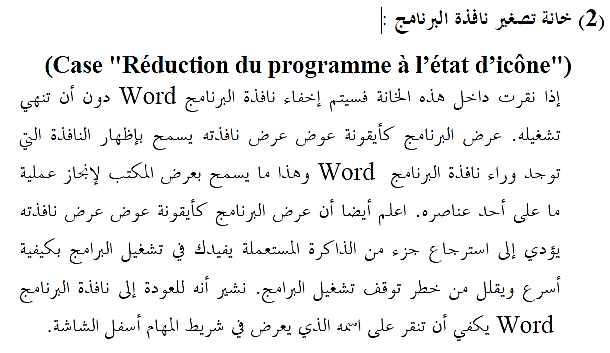 (2) خانة تصغير نافذة البرنامج :
(Case "Réduction du programme à l’état d’icône")
إذا نقرت داخل هذه الخانة فسيتم إخفاء نافذة البرنامج Word دون أن تنهي
تشغيله. عرض البرنامج كأيقونة عوض عرض نافذته يسمح بإظهار النافذة التي
توجد وراء نافذة البرنامج Word وهذا ما يسمح بعرض المكتب لإنجاز عملية
ما على أحد عناصره. اعلم أيضا أن عرض البرنامج كأيقونة عوض عرض نافذته
يؤدي إلى استرجاع جزء من الذاكرة المستعملة يفيدك في تشغيل البرامج بكيفية
أسرع ويقلل من خطر توقف تشغيل البرامج. نشير أنه للعودة إلى نافذة البرنامج
Word يكفي أن تنقر على اسمه الذي يعرض في شريط المهام أسفل الشاشة.